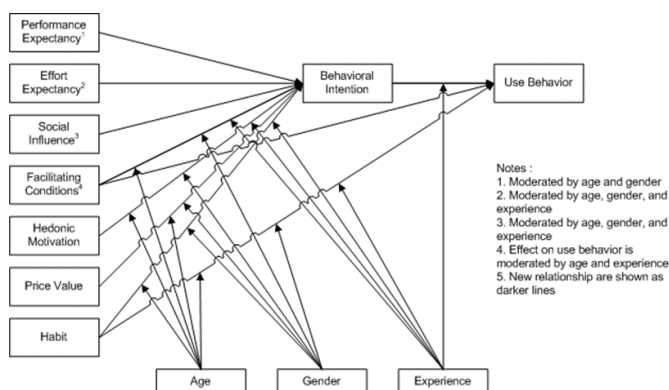 Performance
Expectancy¹
Effort
Expectancy²
Social
Influence³
Facilitating
Conditions⁴
Hedonic
Motivation
Price Value
Habit
Behavioral
Intention
Use Behavior
Notes :
1. Moderated by age and gender
2. Moderated by age, gender, and
experience
3. Moderated by age, gender, and
experience
4. Effect on use behavior is
moderated by age and experience
5. New relationship are shown as
darker lines
Age
Gender
Experience